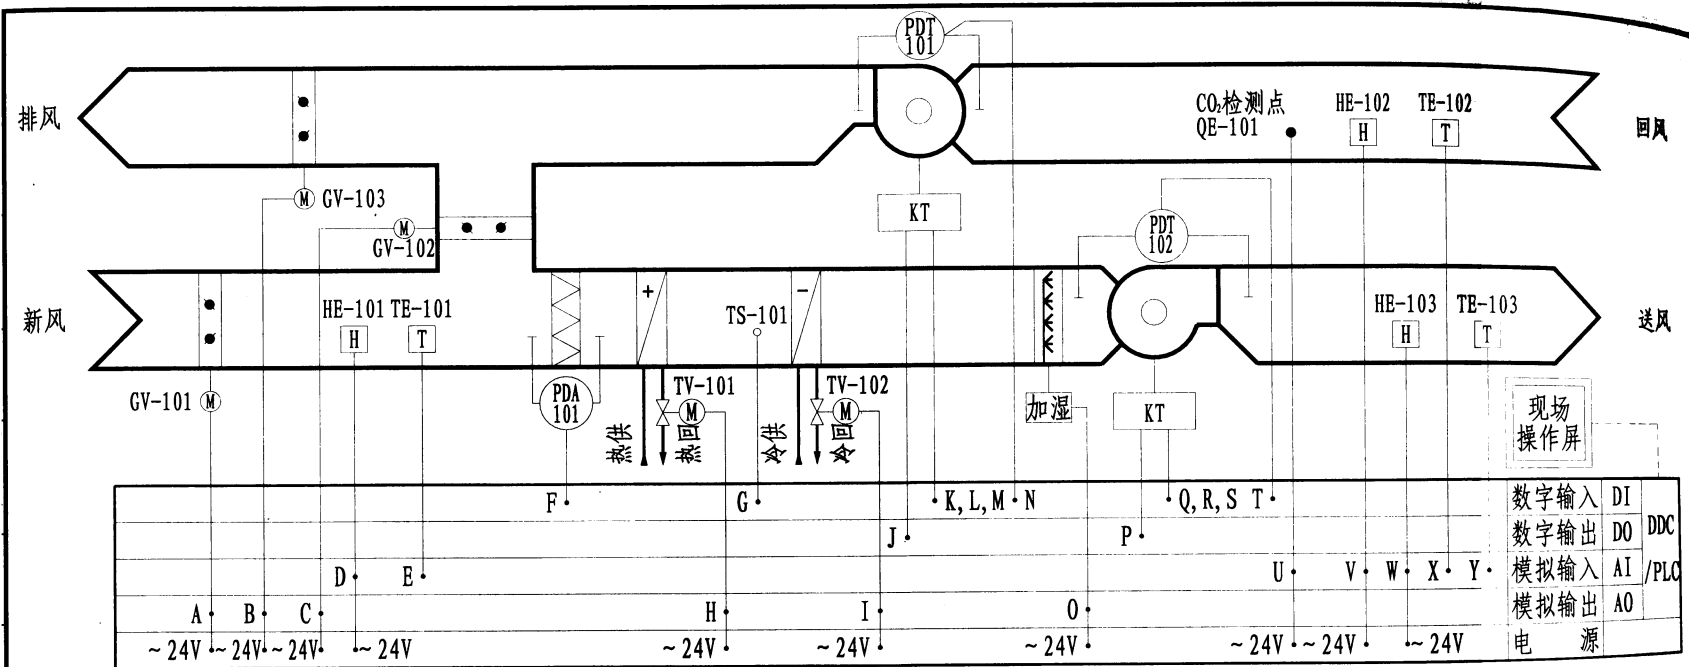 PDT
101
排风
CO₂检测点
QE-101
HE-102
H
TE-102
T
回风
M
GV-103
M
GV-102
KT
PDT
102
新风
HE-101
H
TE-101
T
+
TS-101
-
HE-103
H
TE-103
T
送风
GV-101
M
PDA
101
TV-101
M
热供
热回
TV-102
M
冷供
冷回
加湿
KT
现场
操作屏
F
G
K, L, M
N
Q, R, S
T
数字输入
DI
J
P
数字输出
DO
DDC
/PLC
D
E
U
V
W
X
Y
模拟输入
AI
A
B
C
H
I
O
模拟输出
AO
~24V
~24V
~24V
~24V
~24V
~24V
~24V
~24V
~24V
~24V
电 源